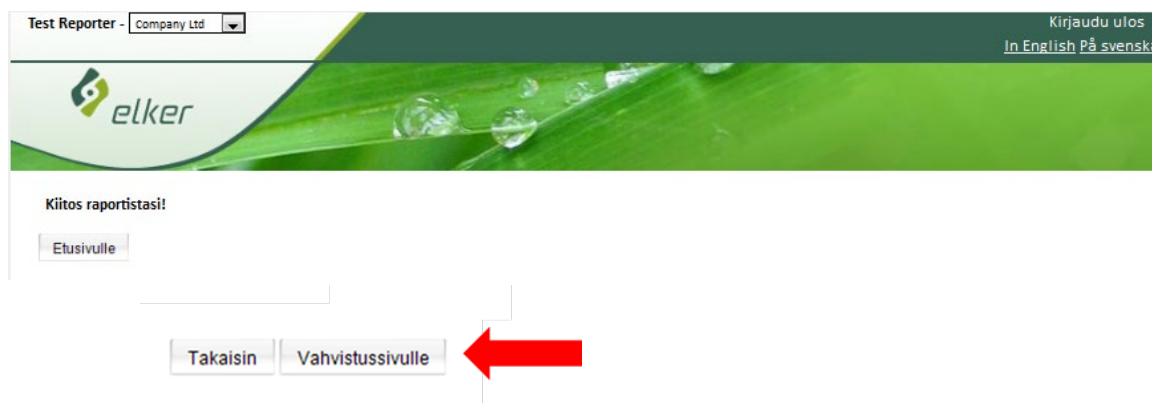 Test Reporter - Company Ltd
Kirjaudu ulos
In English På svenska
elker
Kiitos raportistasi!
Etusivulle
Takaisin Vahvistussivulle